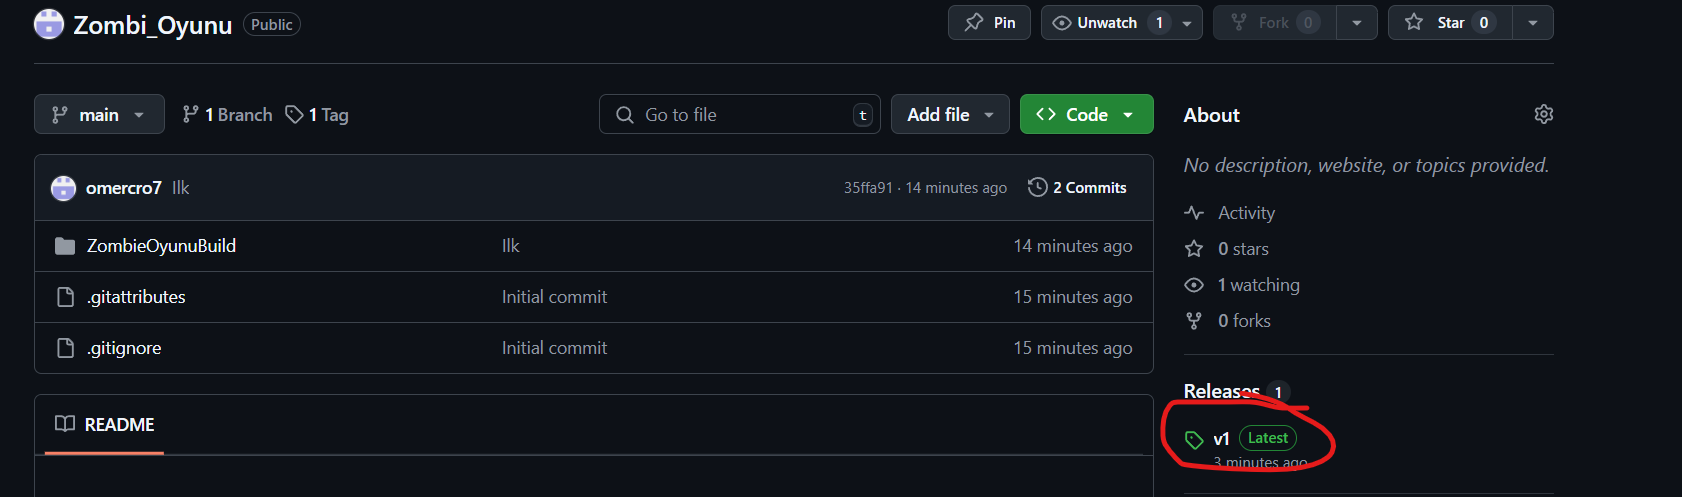 Zombi_Oyunu Public
Pin
Unwatch 1
Fork 0
Star 0
main
1 Branch
1 Tag
Go to file t
Add file
Code
omercro7 Ilk 35ffa91 · 14 minutes ago 2 Commits
ZombieOyunuBuild Ilk 14 minutes ago
.gitattributes Initial commit 15 minutes ago
.gitignore Initial commit 15 minutes ago
README
About
No description, website, or topics provided.
Activity
0 stars
1 watching
0 forks
Releases 1
v1 Latest
3 minutes ago